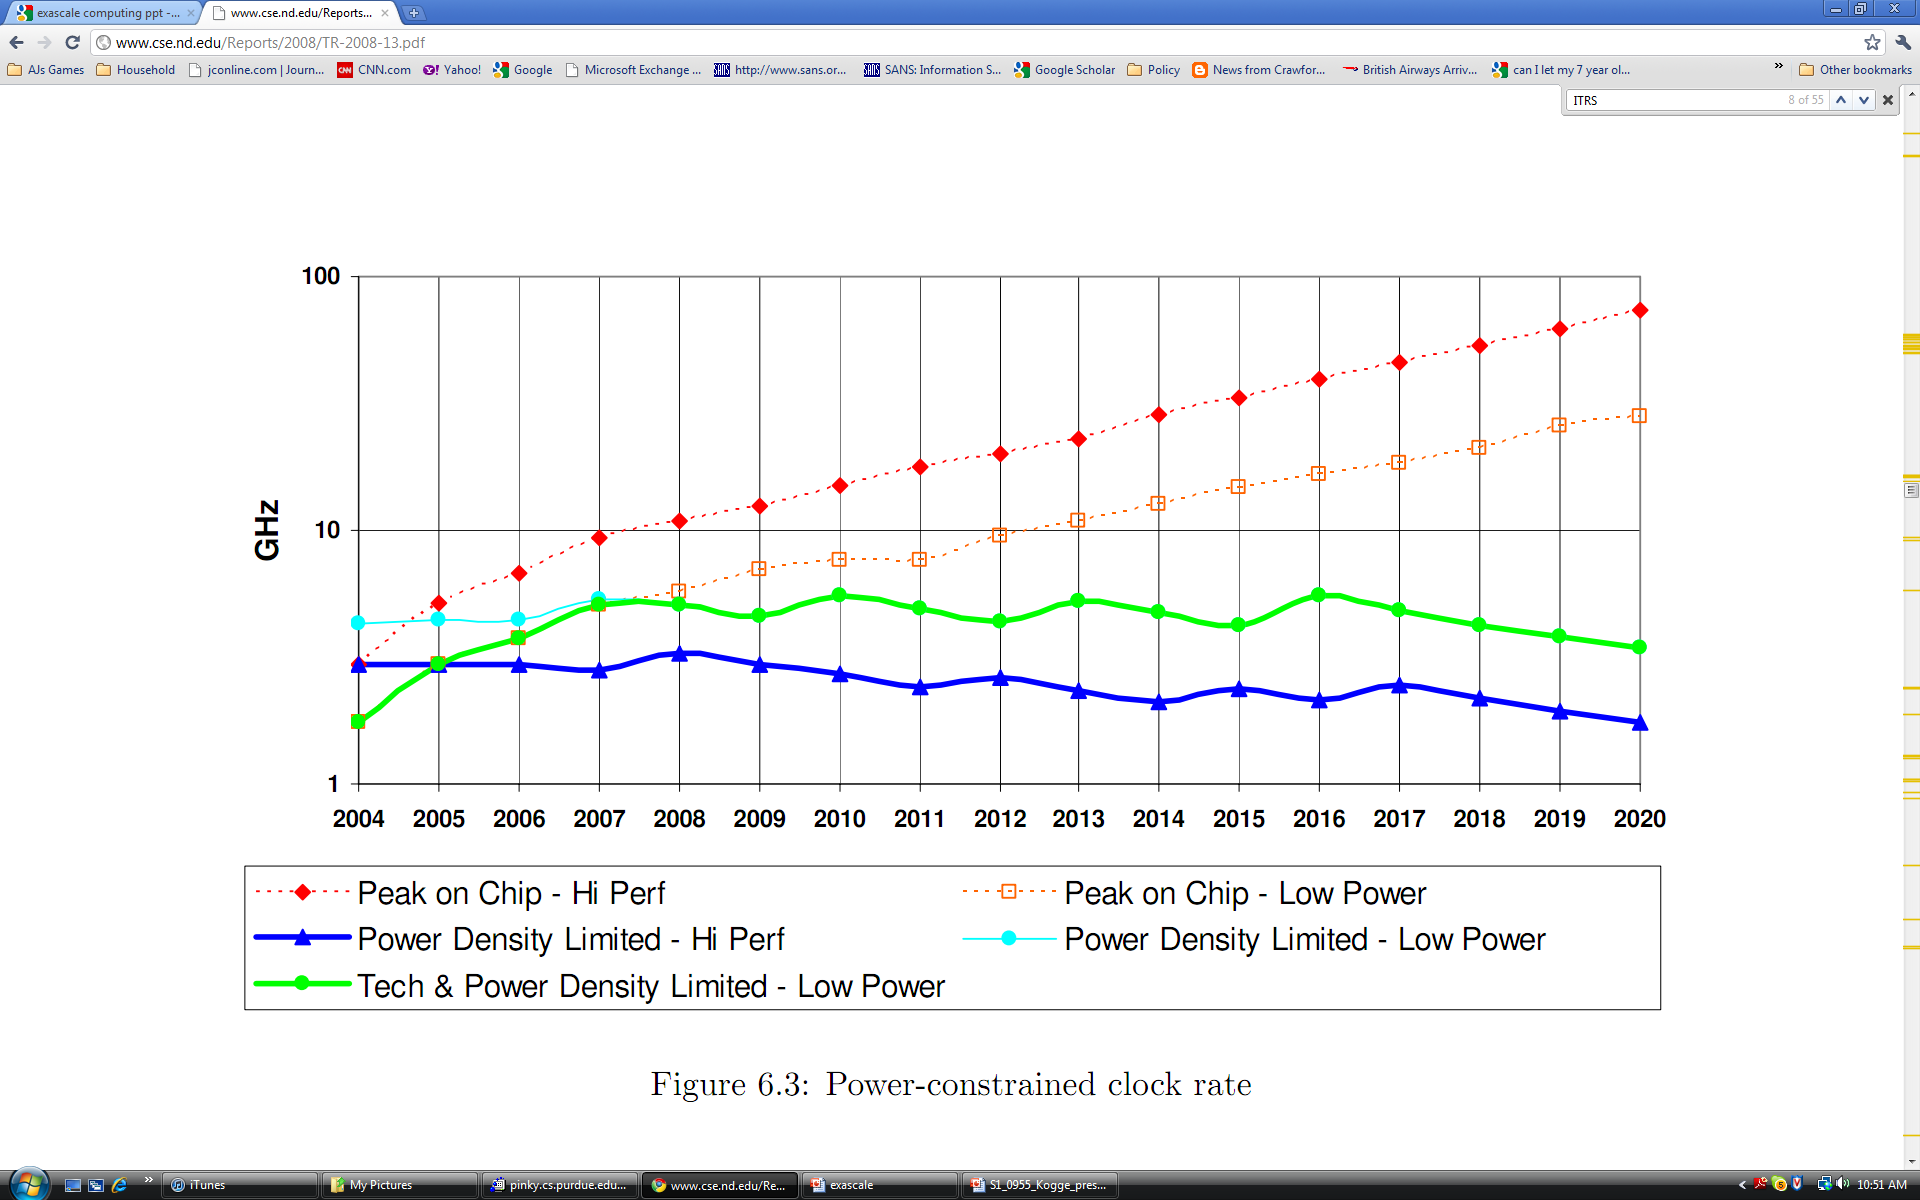 exascale computing ppt -...
www.cse.nd.edu/Reports...
www.cse.nd.edu/Reports/2008/TR-2008-13.pdf
AJs Games
Household
jconline.com | Journ...
CNN.com
Yahoo!
Google
Microsoft Exchange ...
http://www.sans.or...
SANS: Information S...
Google Scholar
Policy
News from Crawfor...
British Airways Arriv...
can I let my 7 year ol...
»
Other bookmarks
ITRS
8 of 55
100
10
1
GHz
2004 2005 2006 2007 2008 2009 2010 2011 2012 2013 2014 2015 2016 2017 2018 2019 2020
Peak on Chip - Hi Perf
Peak on Chip - Low Power
Power Density Limited - Hi Perf
Power Density Limited - Low Power
Tech & Power Density Limited - Low Power
Figure 6.3: Power-constrained clock rate
»
iTunes
My Pictures
pinky.cs.purdue.edu...
www.cse.nd.edu/Re...
exascale
S1_0955_Kogge_pres...
10:51 AM